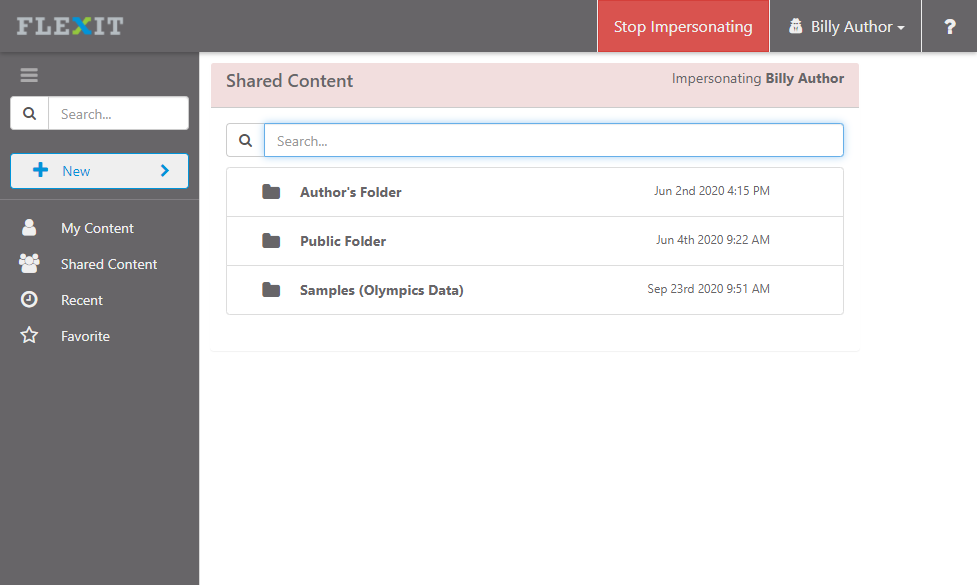 FLEXIT
Stop Impersonating
Billy Author
?
Search...
New
My Content
Shared Content
Recent
Favorite
Shared Content
Impersonating Billy Author
Search...
Author's Folder Jun 2nd 2020 4:15 PM
Public Folder Jun 4th 2020 9:22 AM
Samples (Olympics Data) Sep 23rd 2020 9:51 AM